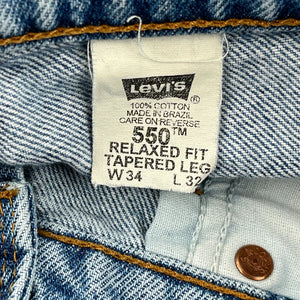 Levi's ®
100% COTTON
MADE IN BRAZIL
CARE ON REVERSE
550™
RELAXED FIT
TAPERED LEG
W 34 L 32